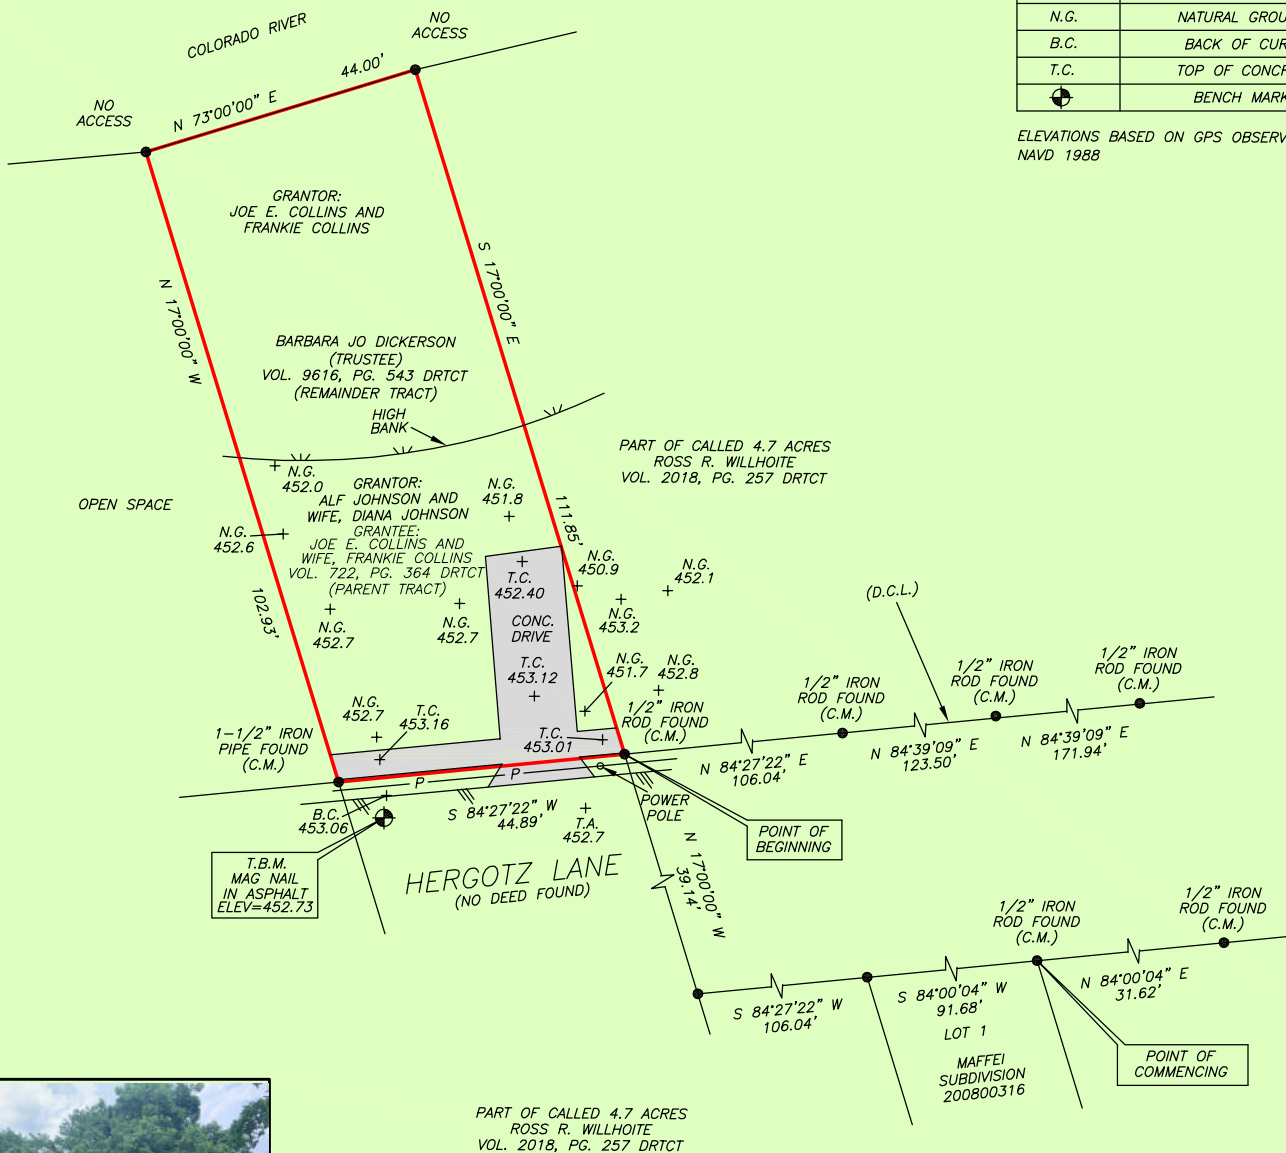 COLORADO RIVER
NO
ACCESS
44.00'
N 73°00'00" E
NO
ACCESS
N.G.
NATURAL GROU
B.C.
BACK OF CUR
T.C.
TOP OF CONCR
BENCH MARK
ELEVATIONS BASED ON GPS OBSERV
NAVD 1988
GRANTOR:
JOE E. COLLINS AND
FRANKIE COLLINS
N 17°00'00" W
S 17°00'00" E
BARBARA JO DICKERSON
(TRUSTEE)
VOL. 9616, PG. 543 DRTCT
(REMAINDER TRACT)
HIGH
BANK
PART OF CALLED 4.7 ACRES
ROSS R. WILLHOITE
VOL. 2018, PG. 257 DRTCT
OPEN SPACE
N.G.
452.0
GRANTOR:
ALF JOHNSON AND
WIFE, DIANA JOHNSON
GRANTEE:
JOE E. COLLINS AND
WIFE, FRANKIE COLLINS
VOL. 722, PG. 364 DRTCT
(PARENT TRACT)
N.G.
451.8
111.85'
N.G.
452.6
N.G.
450.9
N.G.
452.1
T.C.
452.40
102.93'
N.G.
452.7
N.G.
452.7
CONC.
DRIVE
N.G.
453.2
(D.C.L.)
T.C.
453.12
N.G.
451.7
N.G.
452.8
1/2" IRON
ROD FOUND
(C.M.)
1/2" IRON
ROD FOUND
(C.M.)
1/2" IRON
ROD FOUND
(C.M.)
1/2" IRON
ROD FOUND
(C.M.)
N.G.
452.7
T.C.
453.16
1-1/2" IRON
PIPE FOUND
(C.M.)
T.C.
453.01
N 84°27'22" E
106.04'
N 84°39'09" E
123.50'
N 84°39'09" E
171.94'
P
P
B.C.
453.06
S 84°27'22" W
44.89'
T.A.
452.7
POWER
POLE
POINT OF
BEGINNING
T.B.M.
MAG NAIL
IN ASPHALT
ELEV=452.73
HERGOTZ LANE
(NO DEED FOUND)
N 17°00'00" W
39.14'
1/2" IRON
ROD FOUND
(C.M.)
1/2" IRON
ROD FOUND
(C.M.)
S 84°27'22" W
106.04'
S 84°00'04" W
91.68'
N 84°00'04" E
31.62'
LOT 1
MAFFEI
SUBDIVISION
200800316
POINT OF
COMMENCING
PART OF CALLED 4.7 ACRES
ROSS R. WILLHOITE
VOL. 2018, PG. 257 DRTCT